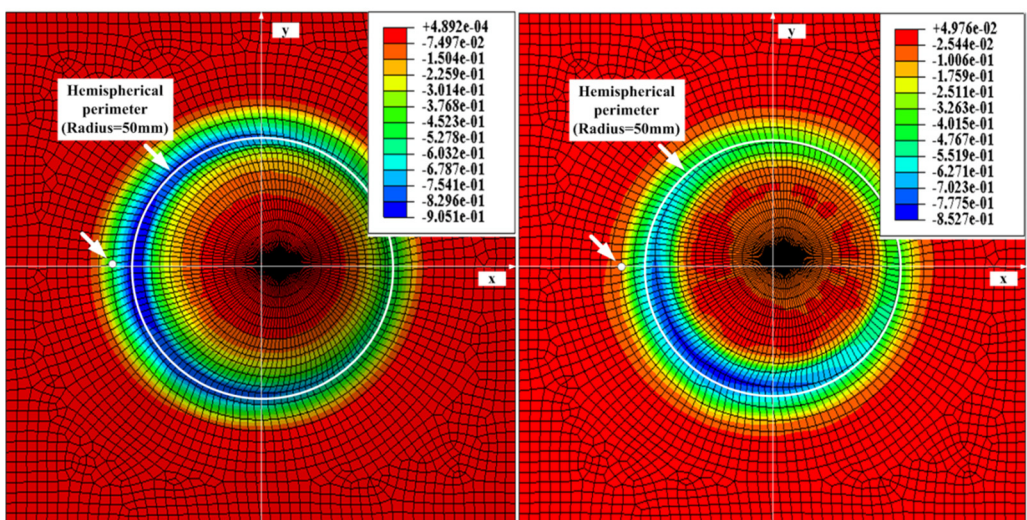 y
+4.892e-04
-7.497e-02
-1.504e-01
-2.259e-01
-3.014e-01
-3.768e-01
-4.523e-01
-5.278e-01
-6.032e-01
-6.787e-01
-7.541e-01
-8.296e-01
-9.051e-01
Hemispherical
perimeter
(Radius=50mm)
x
y
+4.976e-02
-2.544e-02
-1.006e-01
-1.759e-01
-2.511e-01
-3.263e-01
-4.015e-01
-4.767e-01
-5.519e-01
-6.271e-01
-7.023e-01
-7.775e-01
-8.527e-01
Hemispherical
perimeter
(Radius=50mm)
x